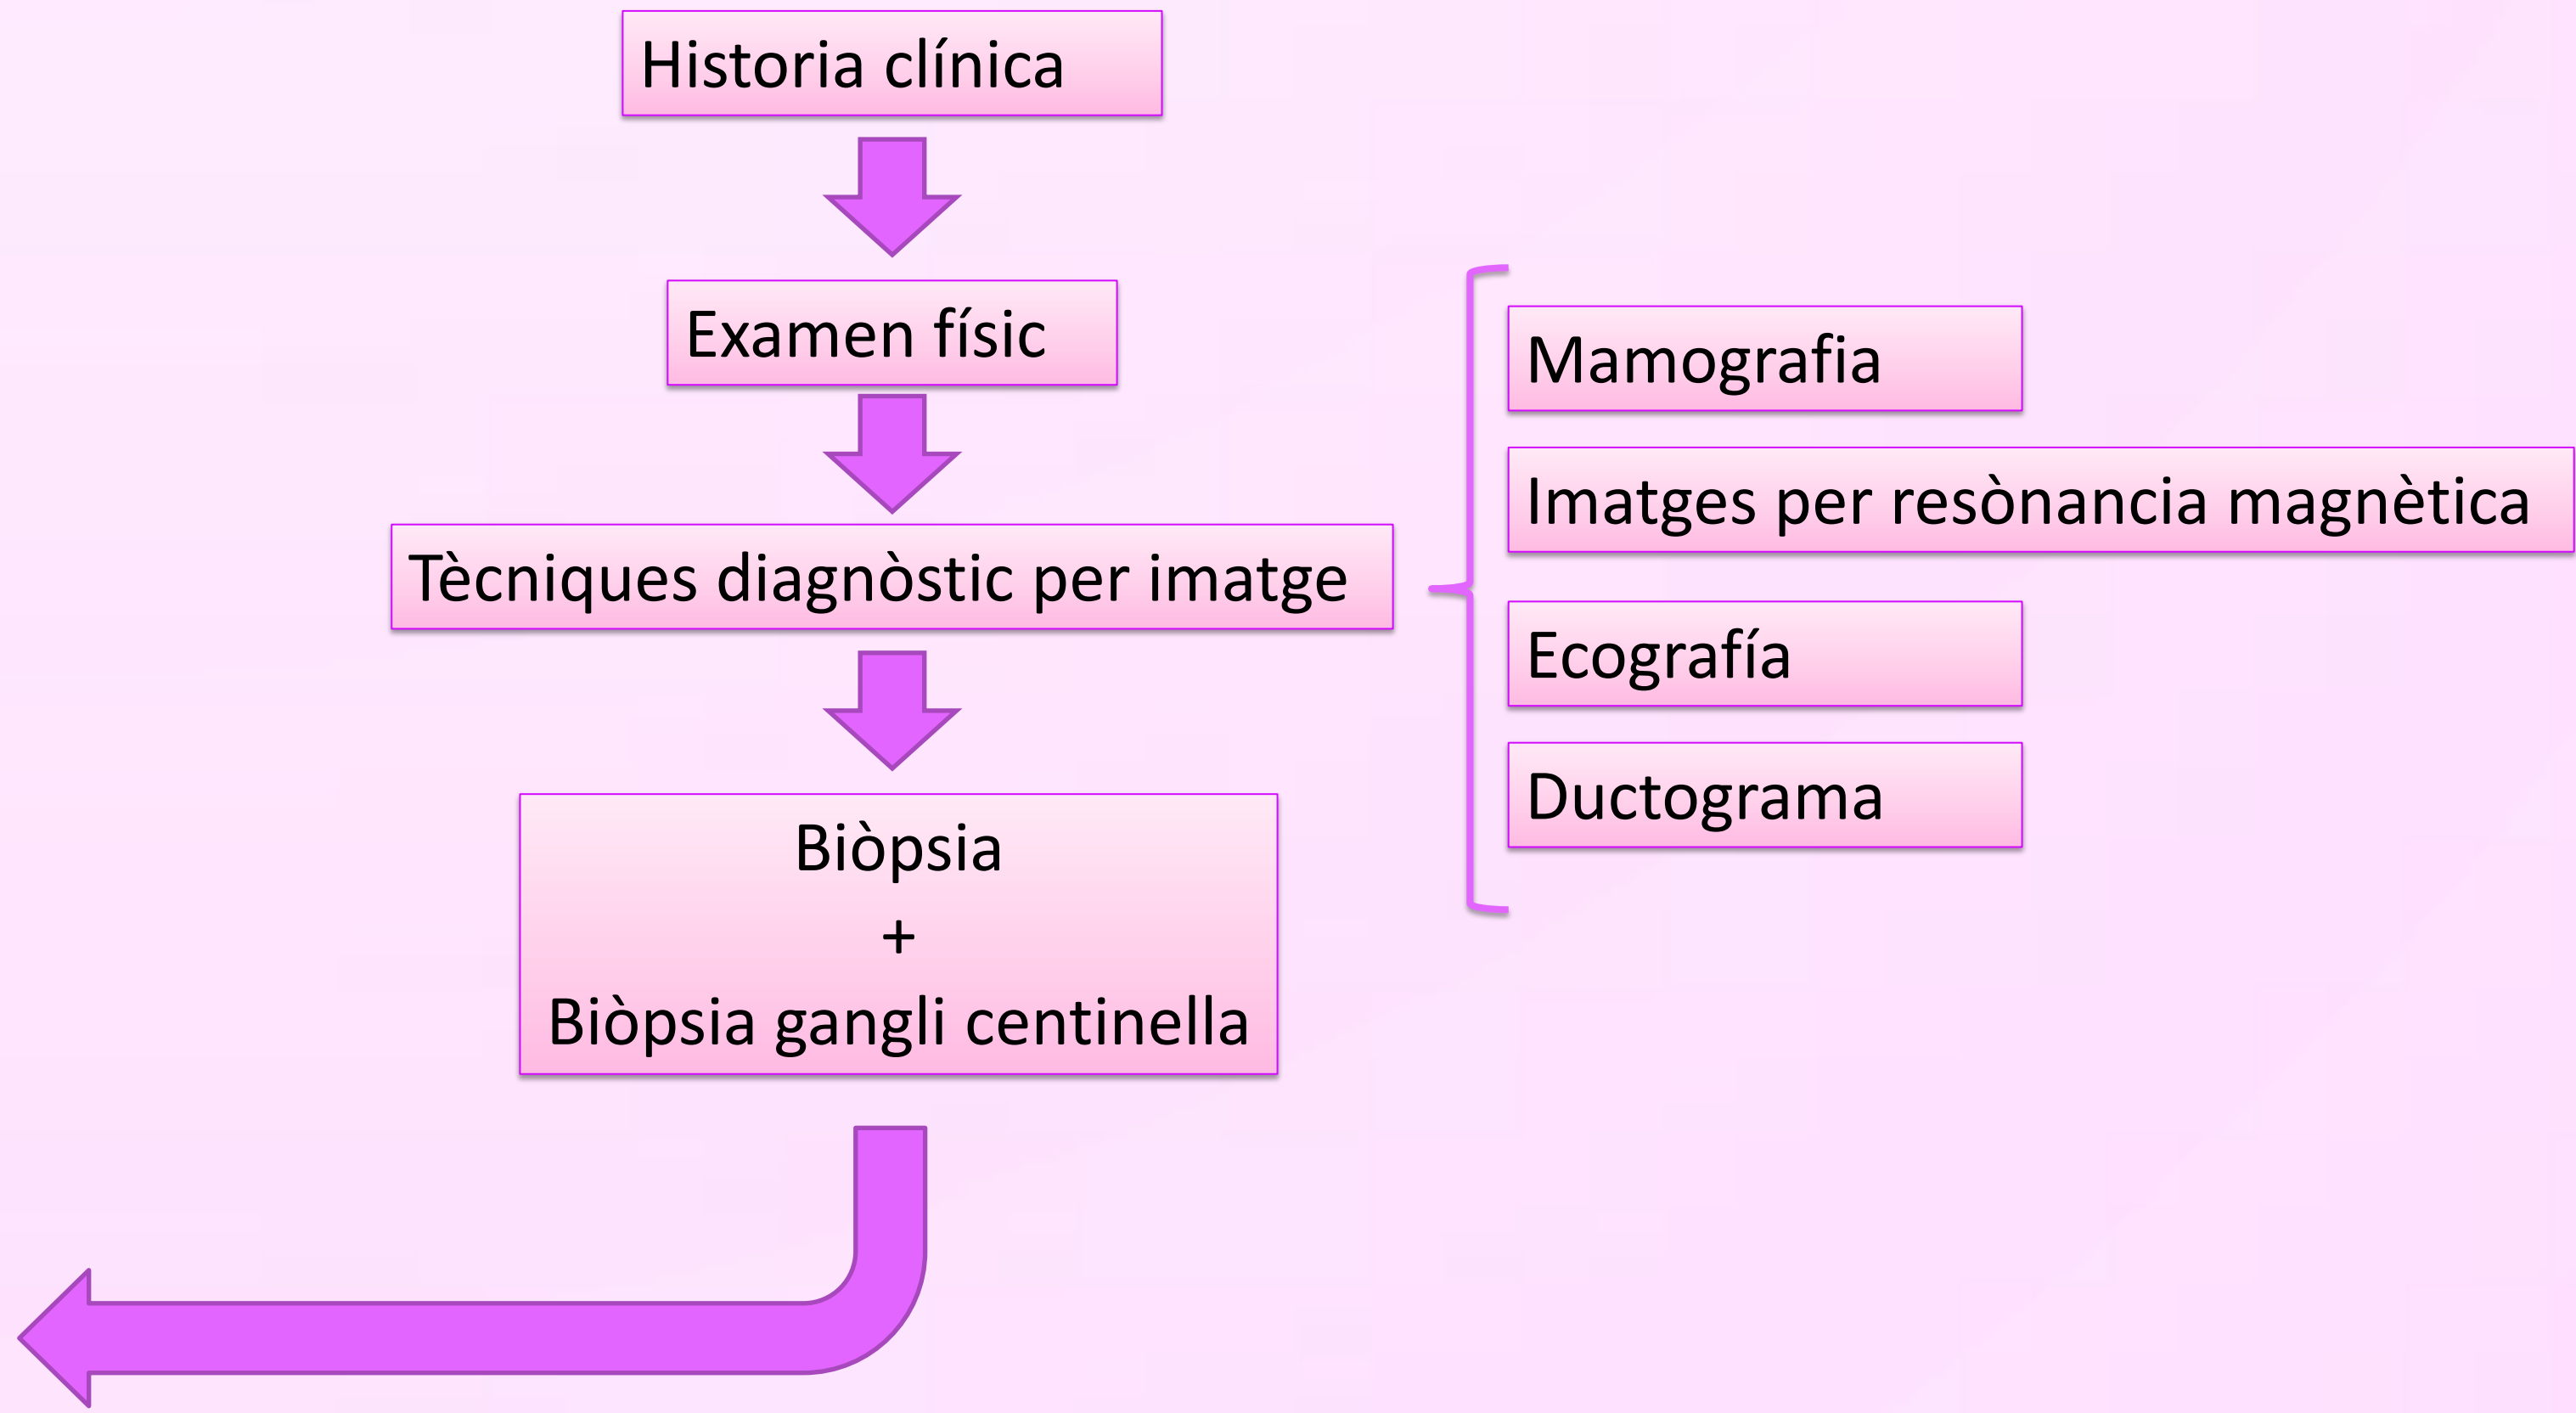 Historia clínica
Examen físic
Tècniques diagnòstic per imatge
Mamografia
Imatges per resònancia magnètica
Ecografía
Ductograma
Biòpsia
+
Biòpsia gangli centinella